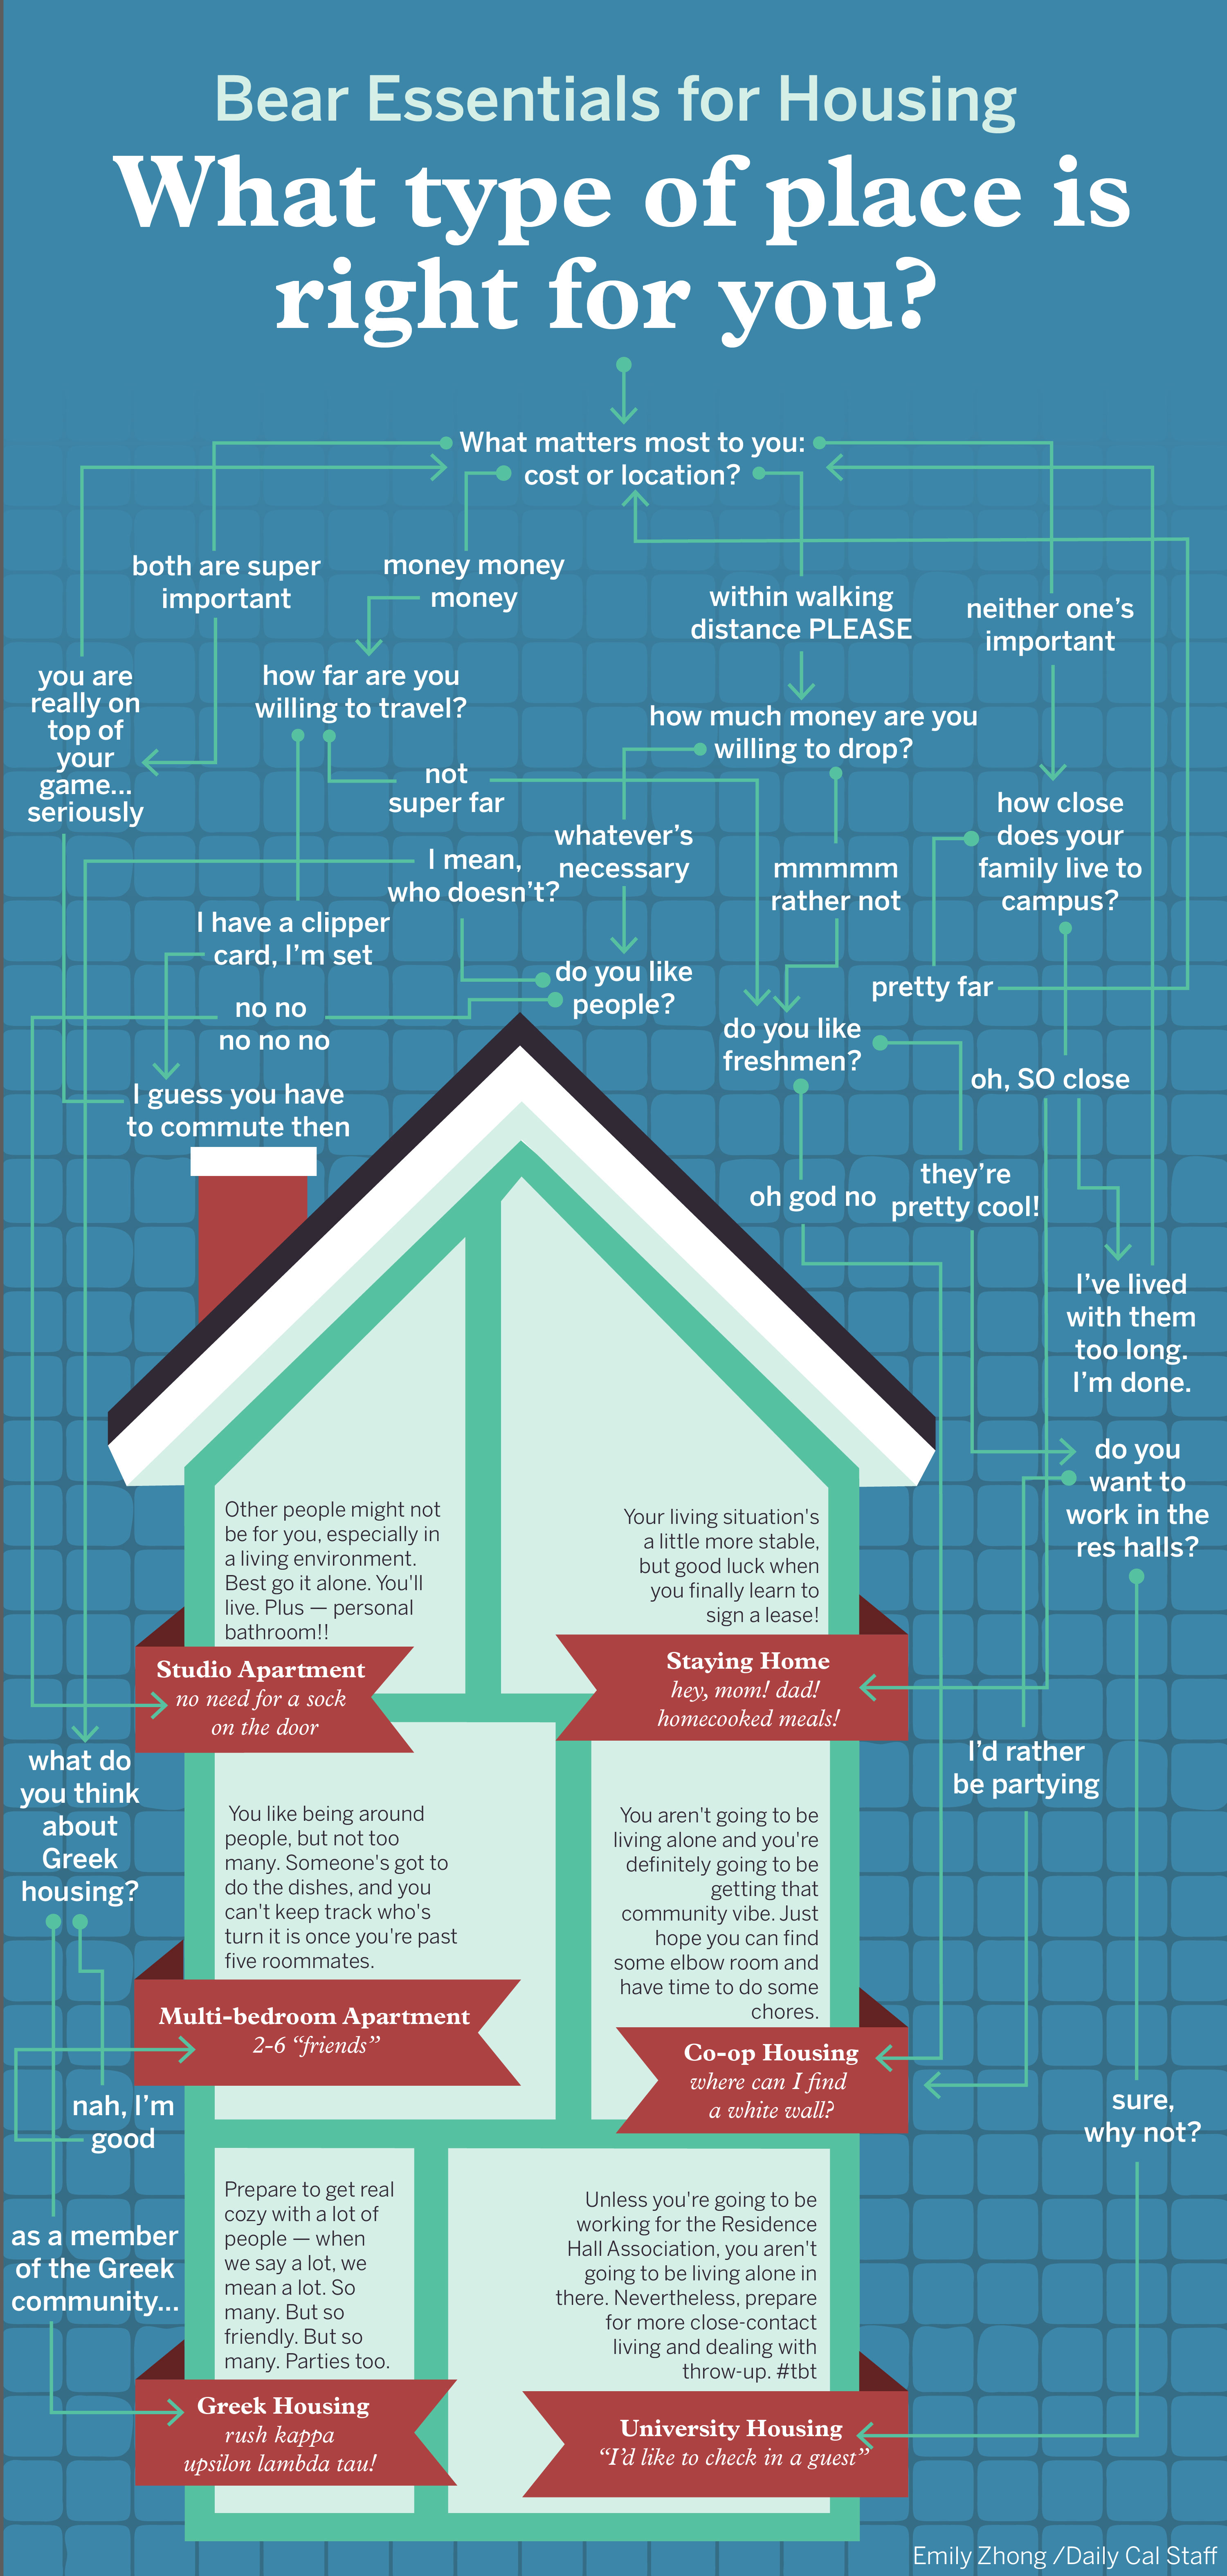 Bear Essentials for Housing
What type of place is
right for you?
What matters most to you:
cost or location?
both are super
important
money money
money
within walking
distance PLEASE
neither one's
important
you are
really on
top of
your
game...
seriously
how far are you
willing to travel?
how much money are you
willing to drop?
not
super far
how close
does your
family live to
campus?
whatever's
necessary
I mean,
who doesn't?
mmmmm
rather not
I have a clipper
card, I'm set
do you like
people?
pretty far
no no
no no no
do you like
freshmen?
oh, SO close
I guess you have
to commute then
oh god no
they're
pretty cool!
I've lived
with them
too long.
I'm done.
do you
want to
work in the
res halls?
Other people might not
be for you, especially in
a living environment.
Best go it alone. You'll
live. Plus — personal
bathroom!!
Studio Apartment
no need for a sock
on the door
Your living situation's
a little more stable,
but good luck when
you finally learn to
sign a lease!
Staying Home
hey, mom! dad!
homecooked meals!
what do
you think
about
Greek
housing?
I'd rather
be partying
You like being around
people, but not too
many. Someone's got to
do the dishes, and you
can't keep track who's
turn it is once you're past
five roommates.
Multi-bedroom Apartment
2-6 “friends”
You aren't going to be
living alone and you're
definitely going to be
getting that
community vibe. Just
hope you can find
some elbow room and
have time to do some
chores.
Co-op Housing
where can I find
a white wall?
nah, I'm
good
sure,
why not?
as a member
of the Greek
community...
Prepare to get real
cozy with a lot of
people — when
we say a lot, we
mean a lot. So
many. But so
friendly. But so
many. Parties too.
Greek Housing
rush kappa
upsilon lambda tau!
Unless you're going to be
working for the Residence
Hall Association, you aren't
going to be living alone in
there. Nevertheless, prepare
for more close-contact
living and dealing with
throw-up. #tbt
University Housing
“I'd like to check in a guest”
Emily Zhong /Daily Cal Staff